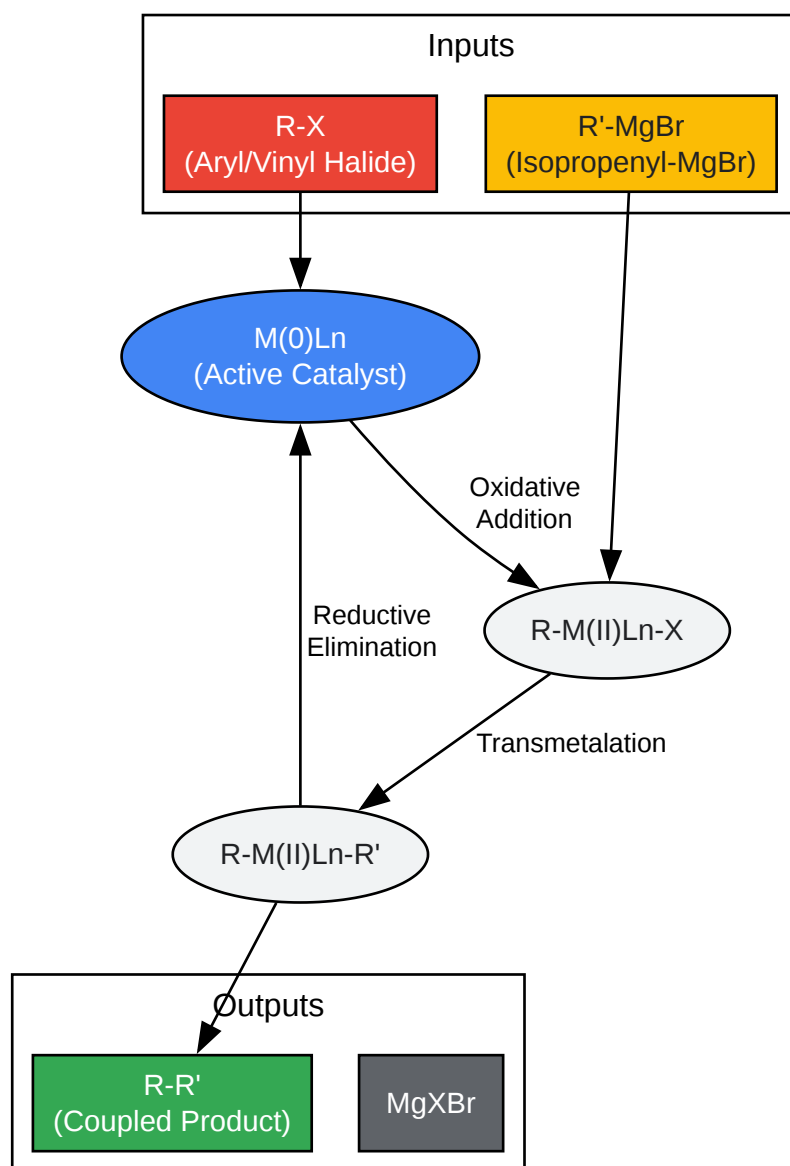 Inputs
R-X
(Aryl/Vinyl Halide)
R'-MgBr
(Isopropenyl-MgBr)
M(0)Ln
(Active Catalyst)
Oxidative
Addition
Reductive
Elimination
R-M(II)Ln-X
Transmetalation
R-M(II)Ln-R'
Outputs
R-R'
(Coupled Product)
MgXBr